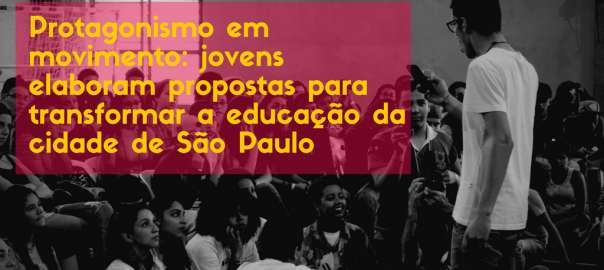 Protagonismo em
movimento: jovens
elaboram propostas para
transformar a educação da
cidade de São Paulo